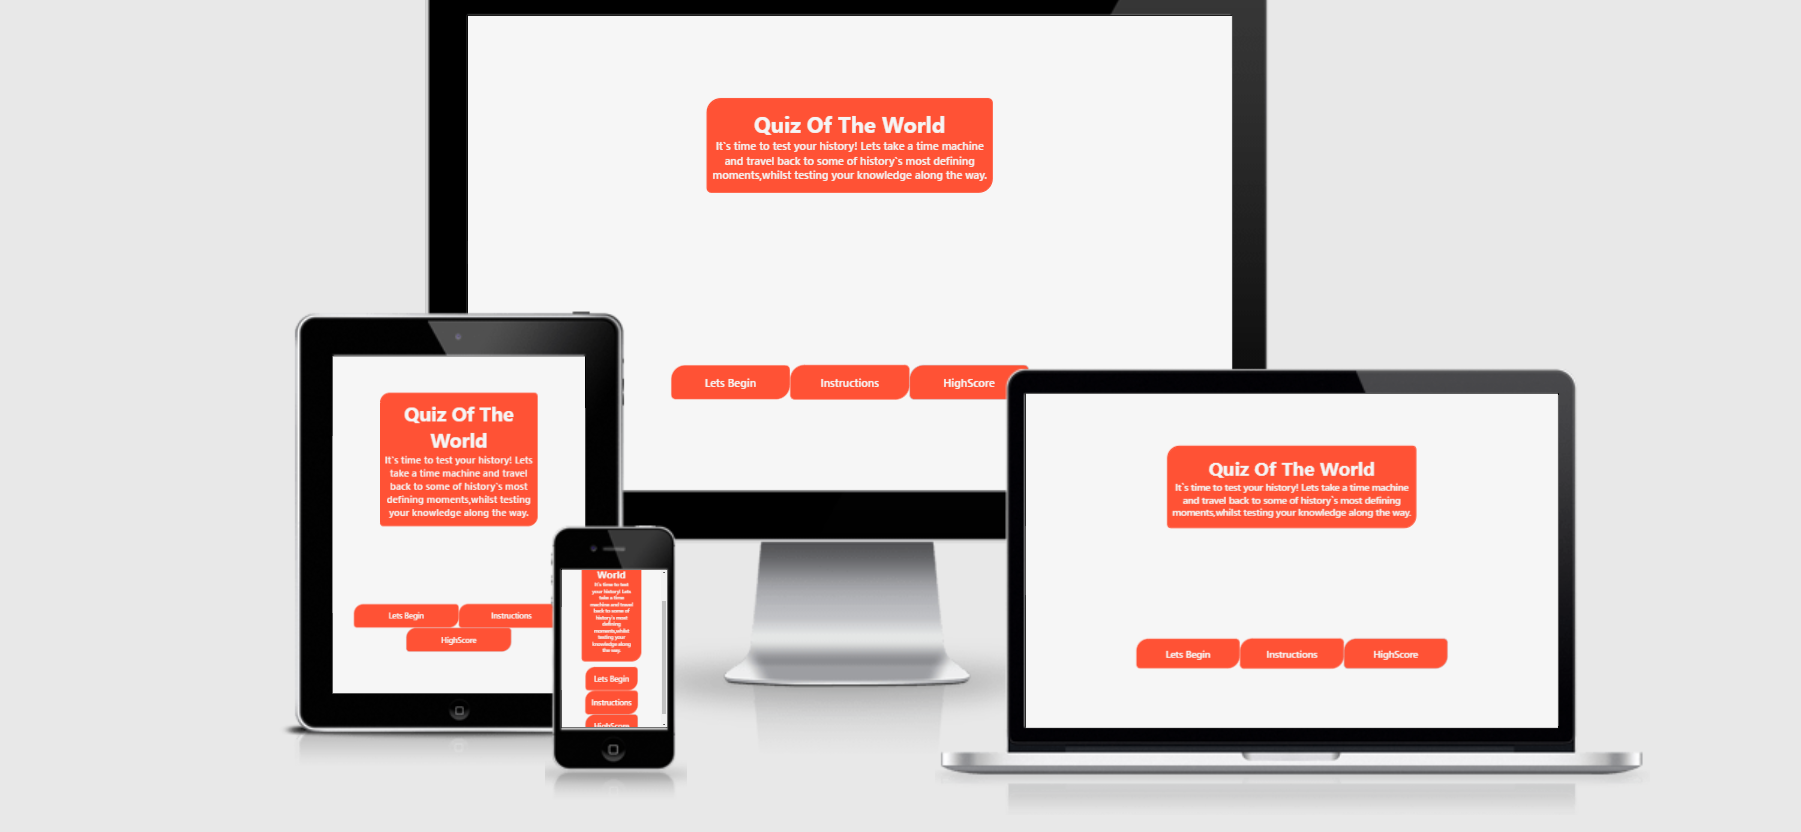 Quiz Of The World
It`s time to test your history! Lets take a time machine
and travel back to some of history`s most defining
moments,whilst testing your knowledge along the way.
Lets Begin
Instructions
HighScore
Quiz Of The
World
It`s time to test your history! Lets
take a time machine and travel
back to some of history`s most
defining moments,whilst testing
your knowledge along the way.
Lets Begin
Instructions
HighScore
World
It`s time to test
your history! Lets
take a time
machine and travel
back to some of
history`s most
defining
moments,whilst
testing your
knowledge along
the way.
Lets Begin
Instructions
HighScore
Quiz Of The World
It`s time to test your history! Lets take a time machine
and travel back to some of history`s most defining
moments,whilst testing your knowledge along the way.
Lets Begin
Instructions
HighScore